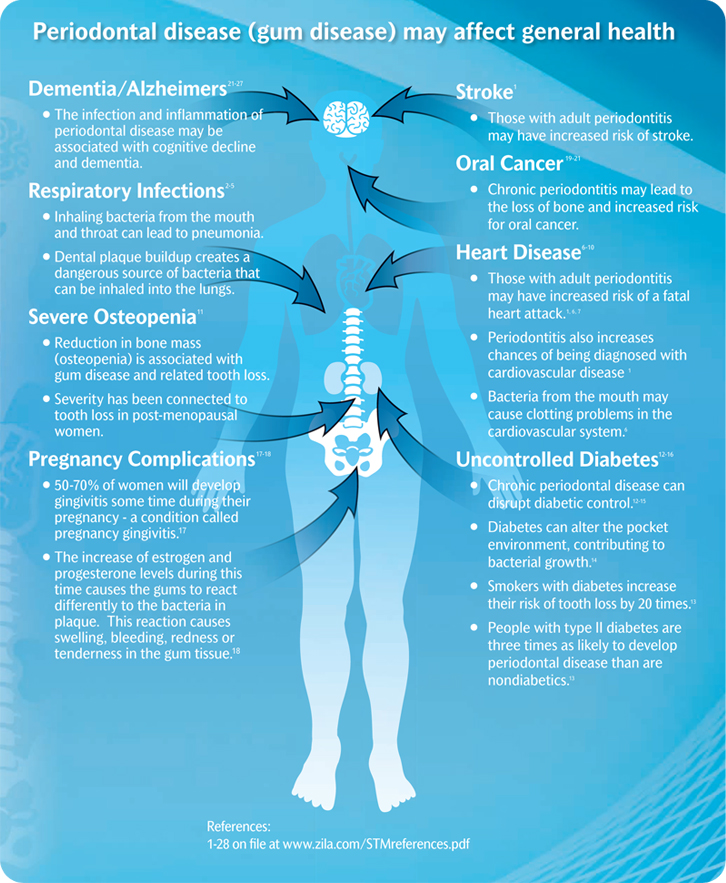 Periodontal disease (gum disease) may affect general health
Dementia/Alzheimers 21-27
• The infection and inflammation of
periodontal disease may be
associated with cognitive decline
and dementia.
Respiratory Infections 2-5
• Inhaling bacteria from the mouth
and throat can lead to pneumonia.
• Dental plaque buildup creates a
dangerous source of bacteria that
can be inhaled into the lungs.
Severe Osteopenia 11
• Reduction in bone mass
(osteopenia) is associated with
gum disease and related tooth loss.
• Severity has been connected to
tooth loss in post-menopausal
women.
Pregnancy Complications 17-18
• 50-70% of women will develop
gingivitis some time during their
pregnancy - a condition called
pregnancy gingivitis.17
• The increase of estrogen and
progesterone levels during this
time causes the gums to react
differently to the bacteria in
plaque. This reaction causes
swelling, bleeding, redness or
tenderness in the gum tissue.18
Stroke 1
• Those with adult periodontitis
may have increased risk of stroke.
Oral Cancer 19-21
• Chronic periodontitis may lead to
the loss of bone and increased risk
for oral cancer.
Heart Disease 6-10
• Those with adult periodontitis
may have increased risk of a fatal
heart attack.1, 6, 7
• Periodontitis also increases
chances of being diagnosed with
cardiovascular disease 1
• Bacteria from the mouth may
cause clotting problems in the
cardiovascular system.6
Uncontrolled Diabetes 12-16
• Chronic periodontal disease can
disrupt diabetic control.12-15
• Diabetes can alter the pocket
environment, contributing to
bacterial growth.14
• Smokers with diabetes increase
their risk of tooth loss by 20 times.13
• People with type II diabetes are
three times as likely to develop
periodontal disease than are
nondiabetics.13
References:
1-28 on file at www.zila.com/STMreferences.pdf